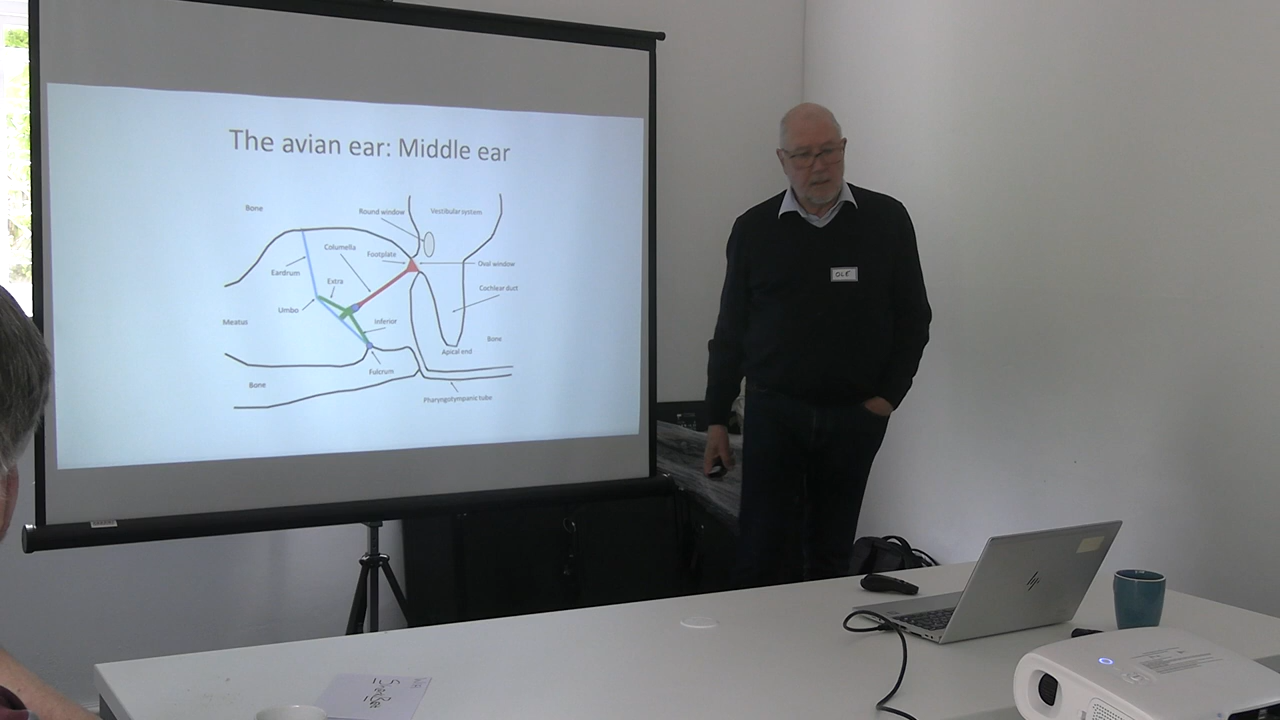 The avian ear: Middle ear
Bone
Round window
Vestibular system
Columella
Footplate
Oval window
Eardrum
Extra
Cochlear duct
Umbo
Meatus
Inferior
Bone
Apical end
Fulcrum
Bone
Pharyngotympanic tube
OLE
hp